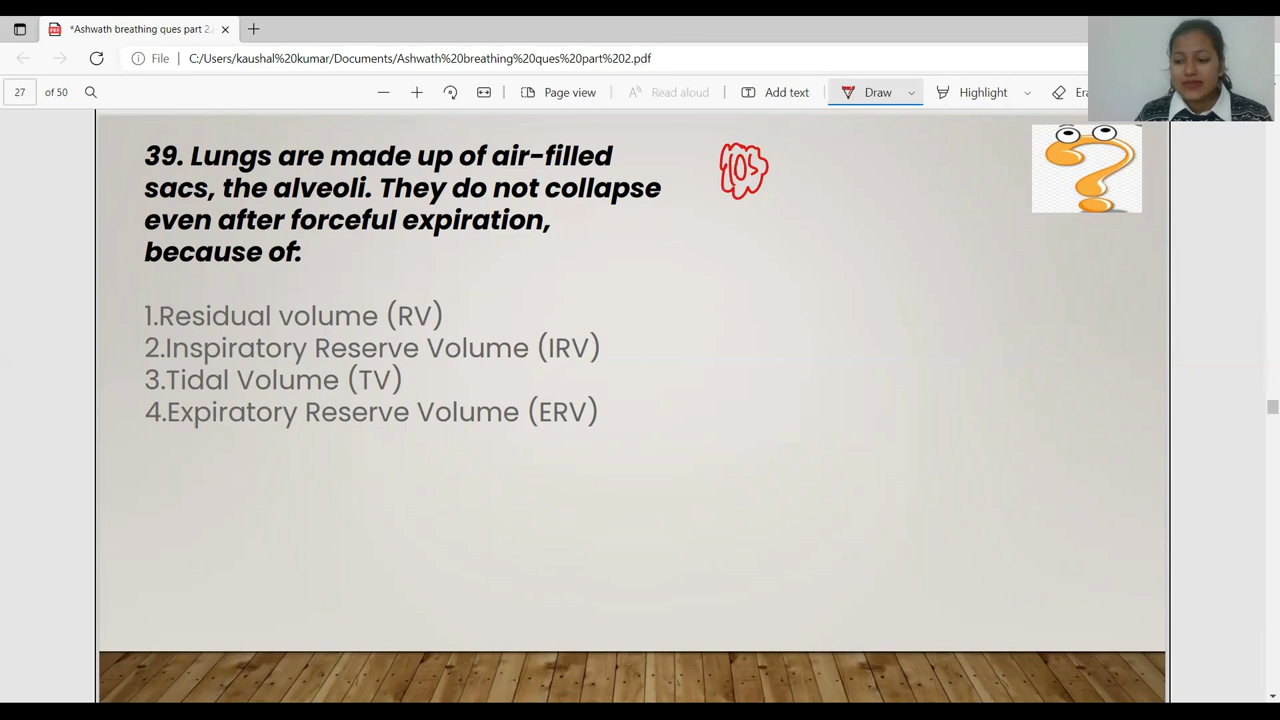 *Ashwath breathing ques part 2.
File C:/Users/kaushal%20kumar/Documents/Ashwath%20breathing%20ques%20part%202.pdf
27 of 50 Page view Read aloud Add text Draw Highlight Era
39. Lungs are made up of air-filled
sacs, the alveoli. They do not collapse
even after forceful expiration,
because of:
10s
1.Residual volume (RV)
2.Inspiratory Reserve Volume (IRV)
3.Tidal Volume (TV)
4.Expiratory Reserve Volume (ERV)